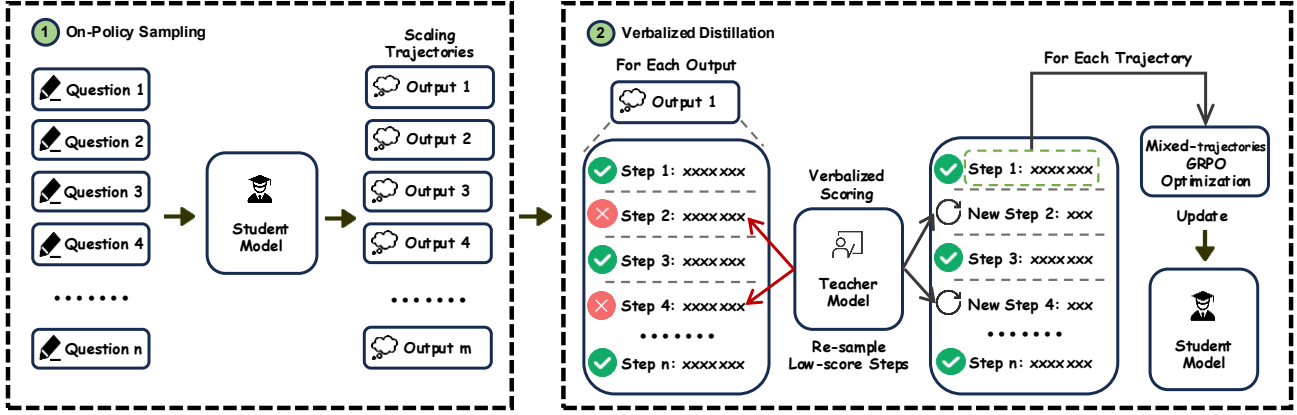 1 On-Policy Sampling
Question 1
Question 2
Question 3
Question 4
.......
Question n
Student
Model
Scaling
Trajectories
Output 1
Output 2
Output 3
Output 4
.......
Output m
2 Verbalized Distillation
For Each Output
Output 1
Step 1: xxxxxxx
Step 2: xxxxxxx
Step 3: xxxxxxx
Step 4: xxxxxxx
.......
Step n: xxxxxxx
Verbalized
Scoring
Teacher
Model
Re-sample
Low-score Steps
Step 1: xxxxxxx
New Step 2: xxx
Step 3: xxxxxxx
New Step 4: xxx
.......
Step n: xxxxxxx
For Each Trajectory
Mixed-trajectories
GRPO
Optimization
Update
Student
Model